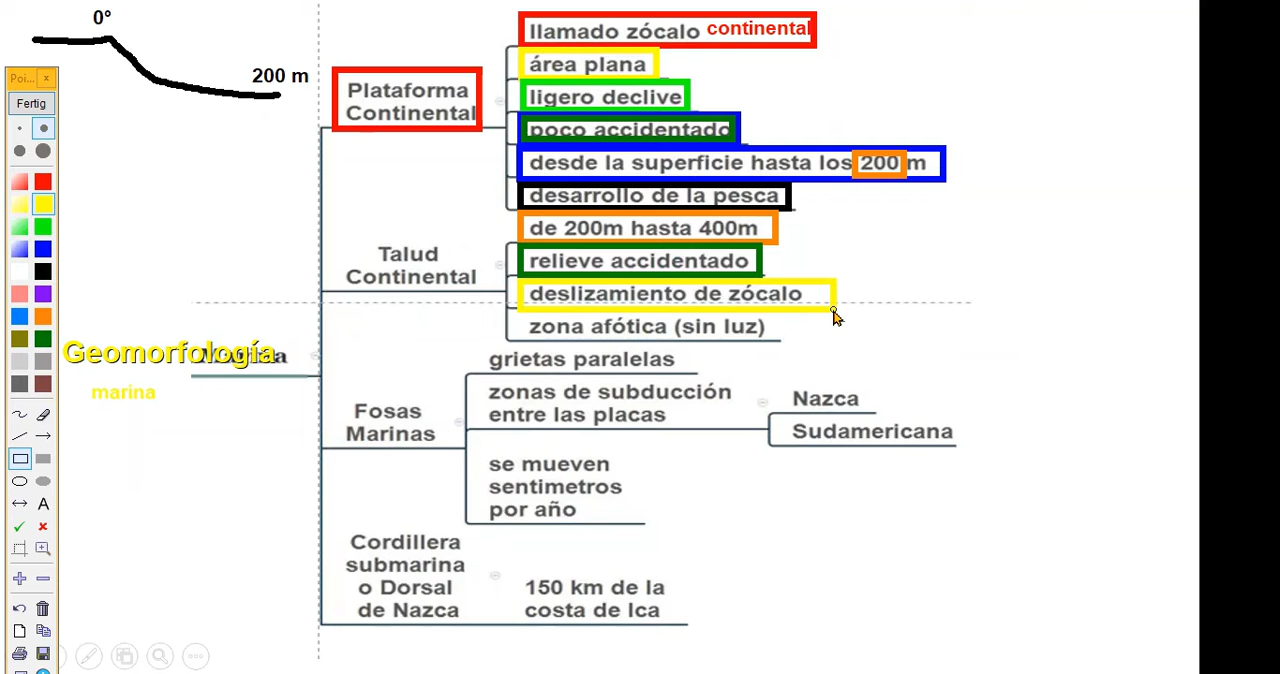 0°
200 m
Poi...
Fertig
A
Geomorfología
marina
Plataforma
Continental
llamado zócalo continental
área plana
ligero declive
poco accidentado
desde la superficie hasta los 200 m
desarrollo de la pesca
Talud
Continental
de 200m hasta 400m
relieve accidentado
deslizamiento de zócalo
zona afótica (sin luz)
Fosas
Marinas
grietas paralelas
zonas de subducción
entre las placas
Nazca
Sudamericana
se mueven
sentimetros
por año
Cordillera
submarina
o Dorsal
de Nazca
150 km de la
costa de Ica